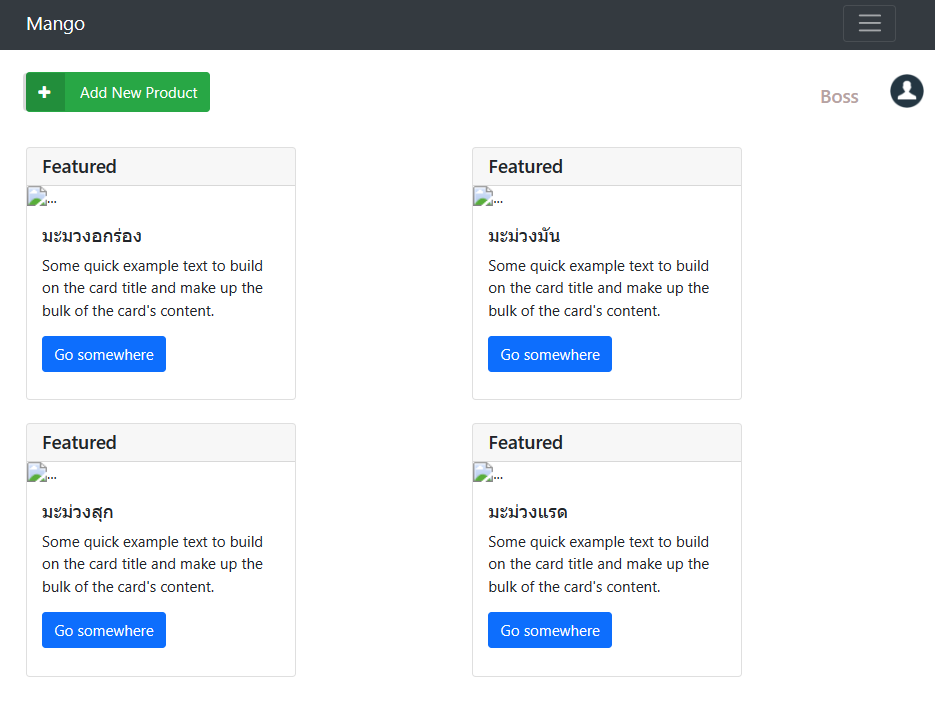 Mango
Add New Product
Boss
Featured
...
มะมวงอกร่อง
Some quick example text to build
on the card title and make up the
bulk of the card's content.
Go somewhere
Featured
...
มะม่วงมัน
Some quick example text to build
on the card title and make up the
bulk of the card's content.
Go somewhere
Featured
...
มะม่วงสุก
Some quick example text to build
on the card title and make up the
bulk of the card's content.
Go somewhere
Featured
...
มะม่วงแรด
Some quick example text to build
on the card title and make up the
bulk of the card's content.
Go somewhere